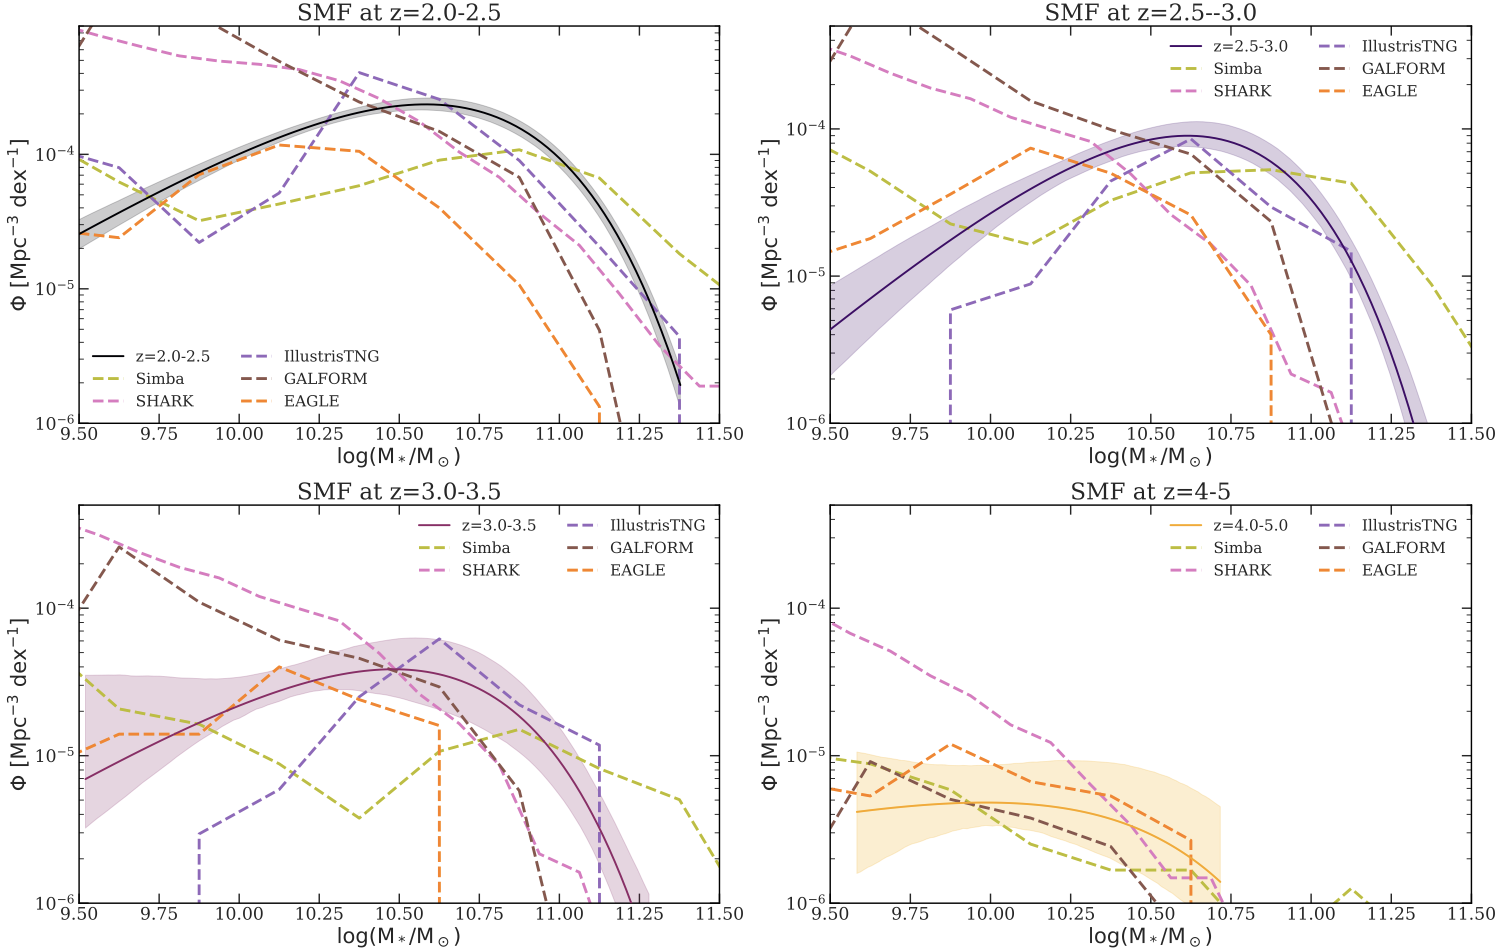 SMF at z=2.0-2.5
Φ [Mpc⁻³ dex⁻¹]
10⁻⁴
10⁻⁵
10⁻⁶
z=2.0-2.5 IllustrisTNG
Simba GALFORM
SHARK EAGLE
9.50 9.75 10.00 10.25 10.50 10.75 11.00 11.25 11.50
log(M*/M⊙)
SMF at z=2.5--3.0
Φ [Mpc⁻³ dex⁻¹]
z=2.5-3.0 IllustrisTNG
Simba GALFORM
SHARK EAGLE
10⁻⁴
10⁻⁵
10⁻⁶
9.50 9.75 10.00 10.25 10.50 10.75 11.00 11.25 11.50
log(M*/M⊙)
SMF at z=3.0-3.5
Φ [Mpc⁻³ dex⁻¹]
z=3.0-3.5 IllustrisTNG
Simba GALFORM
SHARK EAGLE
10⁻⁴
10⁻⁵
10⁻⁶
9.50 9.75 10.00 10.25 10.50 10.75 11.00 11.25 11.50
log(M*/M⊙)
SMF at z=4-5
Φ [Mpc⁻³ dex⁻¹]
z=4.0-5.0 IllustrisTNG
Simba GALFORM
SHARK EAGLE
10⁻⁴
10⁻⁵
10⁻⁶
9.50 9.75 10.00 10.25 10.50 10.75 11.00 11.25 11.50
log(M*/M⊙)